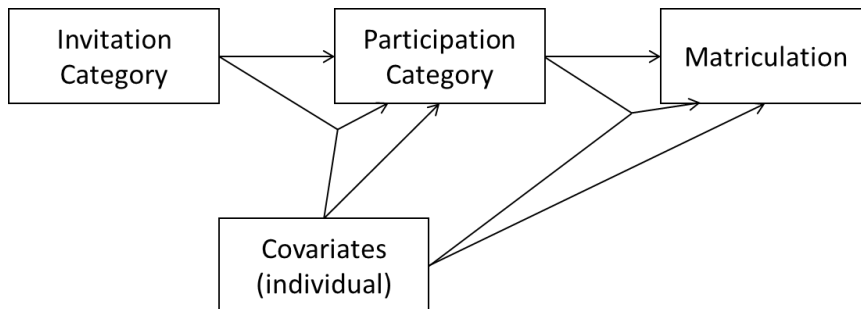 Invitation
Category
Participation
Category
Matriculation
Covariates
(individual)